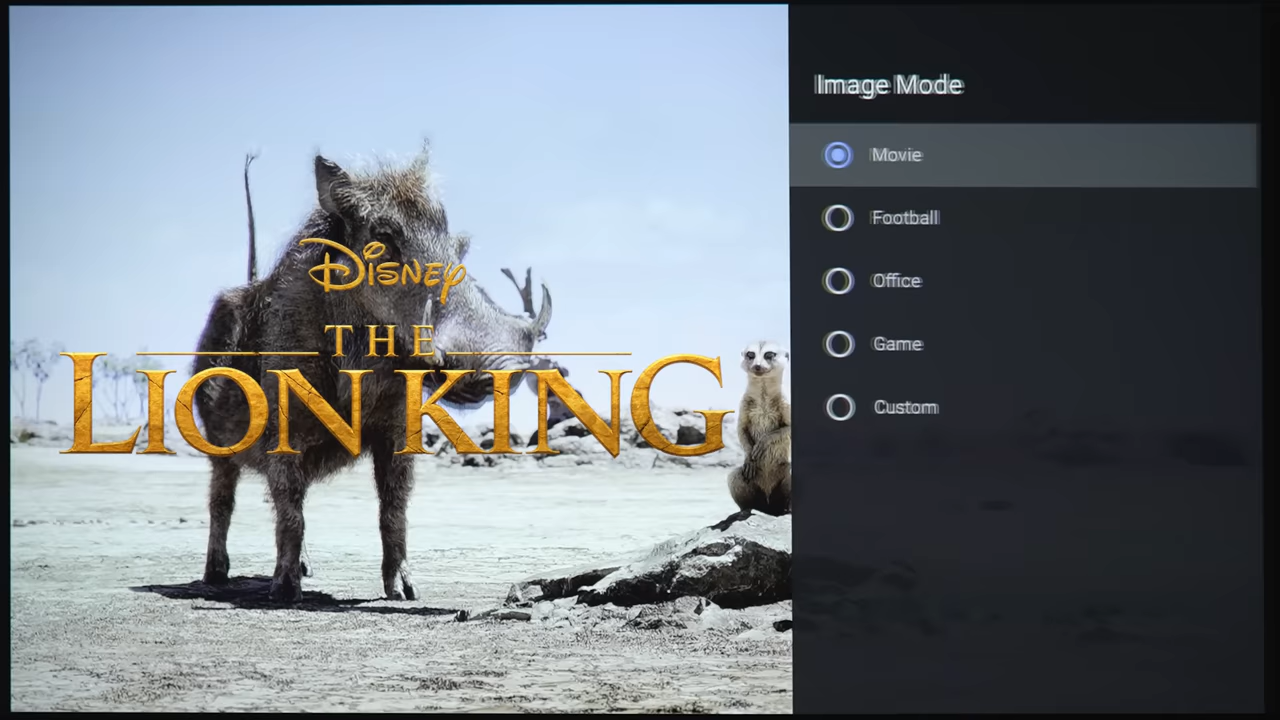 Disney
THE
LION KING
Image Mode
Movie
Football
Office
Game
Custom